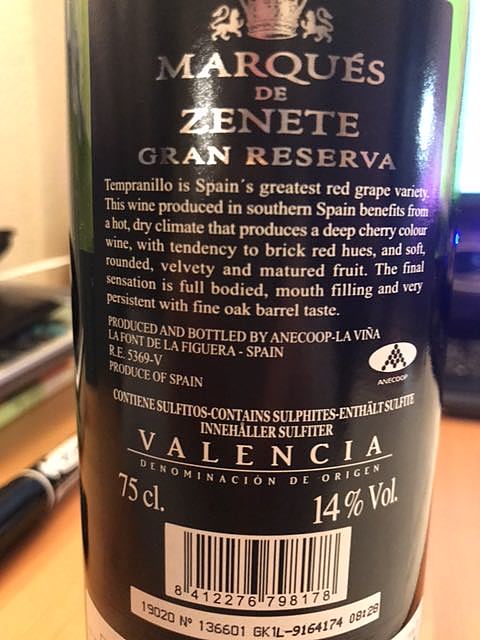 MARQUÉS
DE
ZENETE
GRAN RESERVA
Tempranillo is Spain´s greatest red grape variety.
This wine produced in southern Spain benefits from
a hot, dry climate that produces a deep cherry colour
wine, with tendency to brick red hues, and soft,
rounded, velvety and matured fruit. The final
sensation is full bodied, mouth filling and very
persistent with fine oak barrel taste.
PRODUCED AND BOTTLED BY ANECOOP-LA VIÑA
LA FONT DE LA FIGUERA - SPAIN
R.E. 5369-V
PRODUCE OF SPAIN
ANECOOP
CONTIENE SULFITOS-CONTAINS SULPHITES-ENTHÄLT SULFITE
INNEHÅLLER SULFITER
VALENCIA
DENOMINACIÓN DE ORIGEN
75 cl.
14% Vol.
8 412276 798178
19020 Nº 136601 GK1L-9164174 08:28